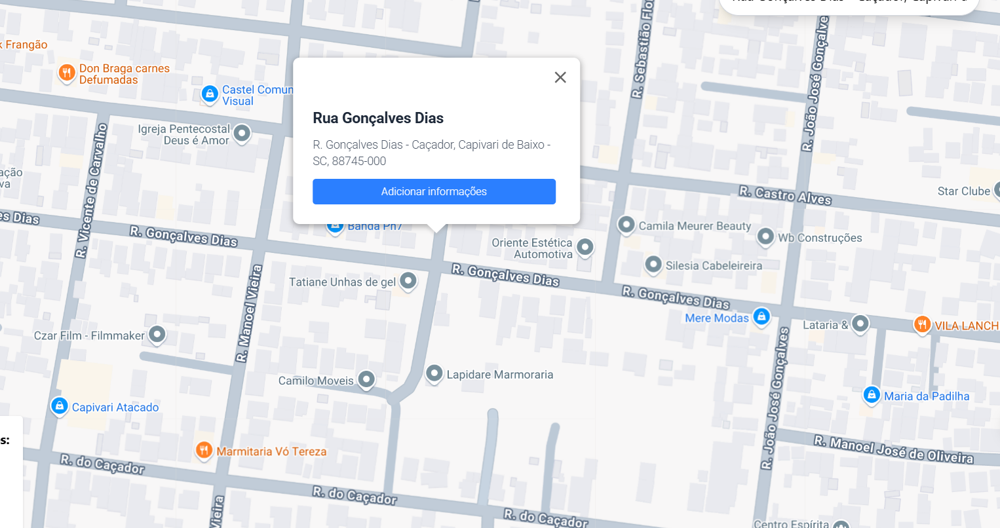 Rua Gonçalves Dias - Caçador, Capivari d
k Frangão
Don Braga carnes
Defumadas
Castel Comun
Visual
Igreja Pentecostal
Deus é Amor
R. Sebastião Flo
R. João José Gonçalve
Rua Gonçalves Dias
R. Gonçalves Dias - Caçador, Capivari de Baixo -
SC, 88745-000
Adicionar informações
ação
va
R. Vicente de Carvalho
es Dias
R. Gonçalves Dias
Banda Ph7
R. Castro Alves
Star Clube
Camila Meurer Beauty
Wb Construções
Oriente Estética
Automotiva
Silesia Cabeleireira
R. Gonçalves Dias
R. Gonçalves Dias
Tatiane Unhas de gel
R. Manoel Vieira
Mere Modas
Lataria &
VILA LANCH
Czar Film - Filmmaker
Camilo Moveis
Lapidare Marmoraria
R. João José Gonçalves
Maria da Padilha
Capivari Atacado
s:
Marmitaria Vó Tereza
R. Manoel José de Oliveira
R. do Caçador
R. do Caçador
R. do Caçador
Vieira
Centro Espírita